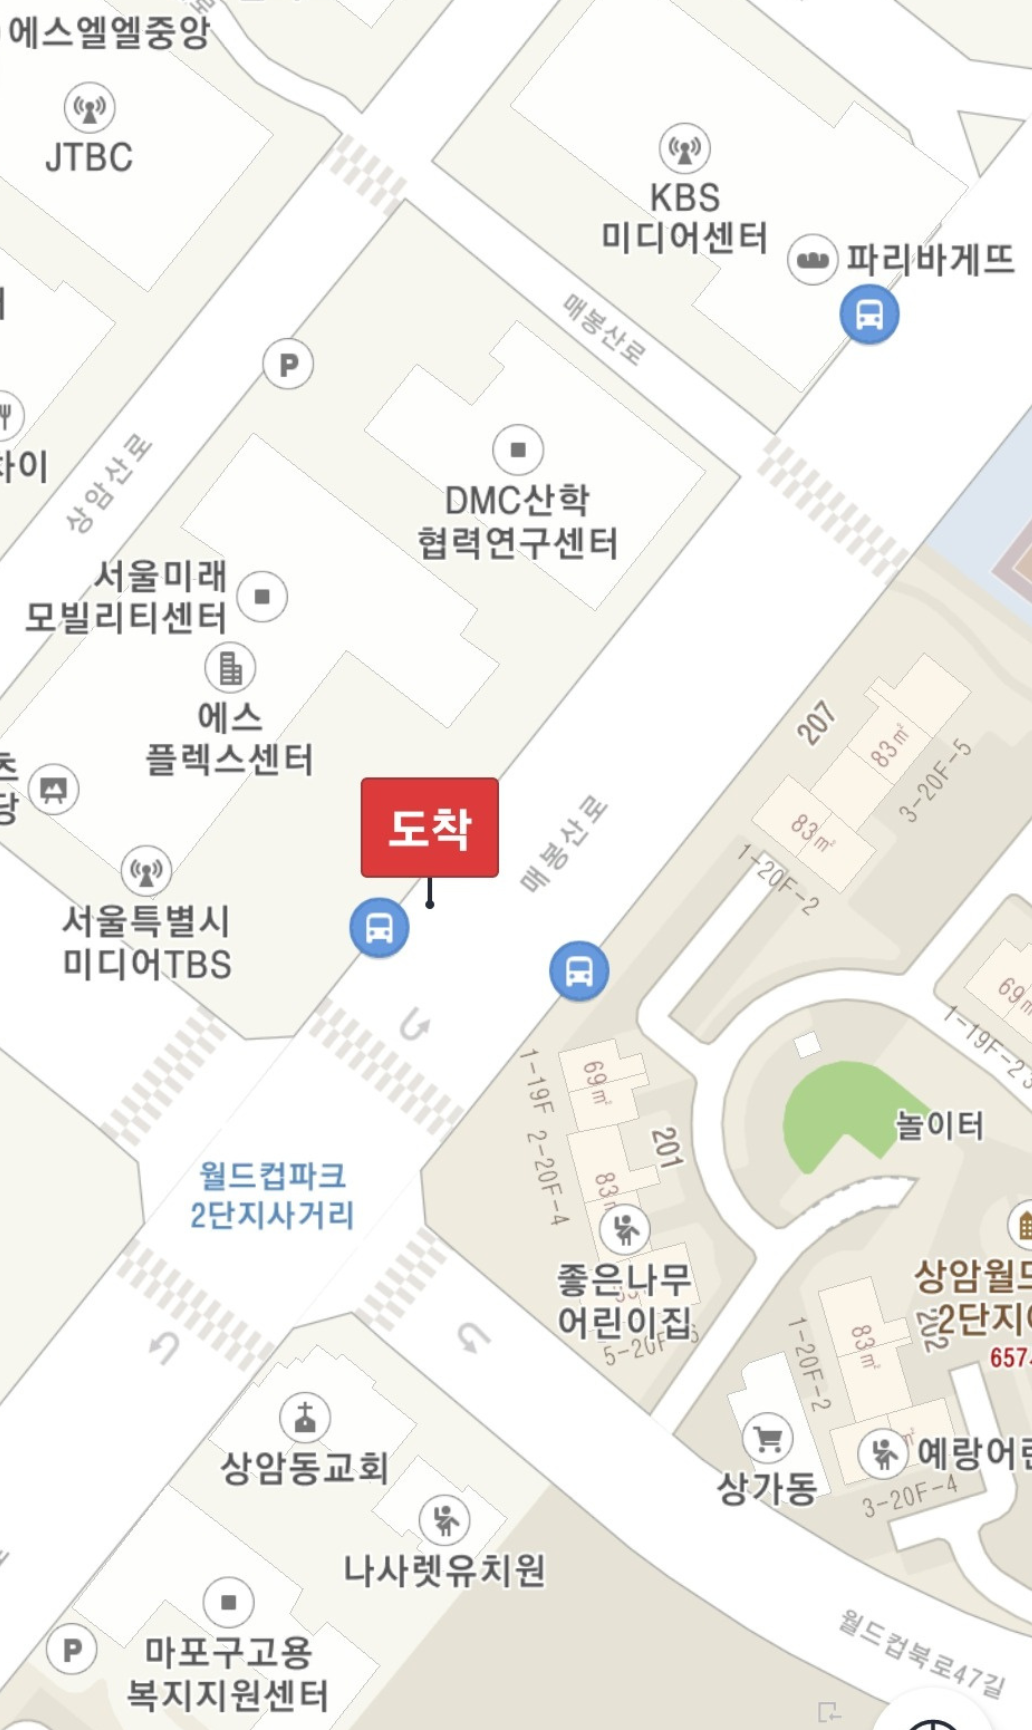 에스엘엘중앙
JTBC
KBS
미디어센터
파리바게뜨
매봉산로
P
차이
상암산로
DMC산학
협력연구센터
서울미래
모빌리티센터
에스
플렉스센터
207
83㎡
3-20F-5
83㎡
1-20F-2
츠
당
도착
매봉산로
서울특별시
미디어TBS
69㎡
1-19F-2
1-19F
69㎡
2-20F-4
201
83㎡
놀이터
월드컵파크
2단지사거리
좋은나무
어린이집
5-20F-6
상암월드
2단지
202
657
1-20F-2
83㎡
상암동교회
상가동
예랑어린
3-20F-4
나사렛유치원
P
마포구고용
복지지원센터
월드컵북로47길